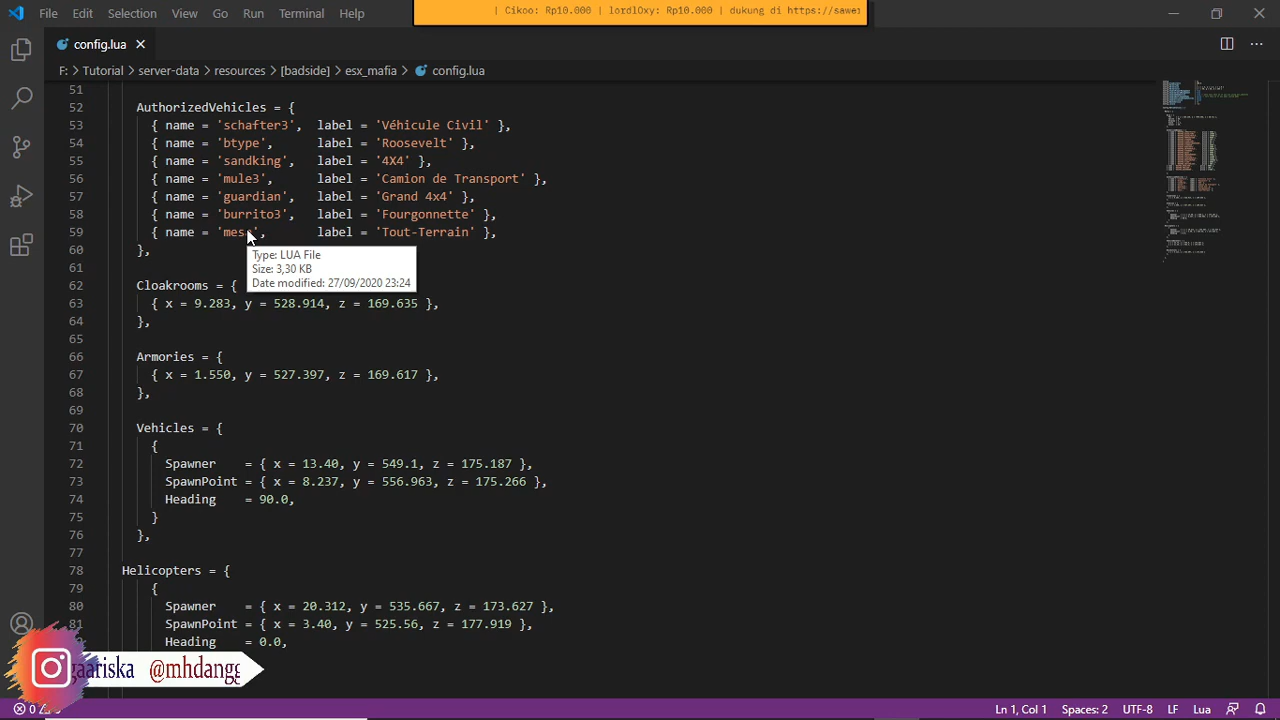 File Edit Selection View Go Run Terminal Help
| Cikoo: Rp10.000 | lordlOxy: Rp10.000 | dukung di https://sawe
config.lua
F: > Tutorial > server-data > resources > [badside] > esx_mafia > config.lua
51
52 AuthorizedVehicles = {
53 { name = 'schafter3', label = 'Véhicule Civil' },
54 { name = 'btype', label = 'Roosevelt' },
55 { name = 'sandking', label = '4X4' },
56 { name = 'mule3', label = 'Camion de Transport' },
57 { name = 'guardian', label = 'Grand 4x4' },
58 { name = 'burrito3', label = 'Fourgonnette' },
59 { name = 'mesa', label = 'Tout-Terrain' },
60 },
Type: LUA File
Size: 3,30 KB
Date modified: 27/09/2020 23:24
61
62 Cloakrooms = {
63 { x = 9.283, y = 528.914, z = 169.635 },
64 },
65
66 Armories = {
67 { x = 1.550, y = 527.397, z = 169.617 },
68 },
69
70 Vehicles = {
71 {
72 Spawner = { x = 13.40, y = 549.1, z = 175.187 },
73 SpawnPoint = { x = 8.237, y = 556.963, z = 175.266 },
74 Heading = 90.0,
75 }
76 },
77
78 Helicopters = {
79 {
80 Spawner = { x = 20.312, y = 535.667, z = 173.627 },
81 SpawnPoint = { x = 3.40, y = 525.56, z = 177.919 },
82 Heading = 0.0,
gaariska @mhdangg
0
Ln 1, Col 1 Spaces: 2 UTF-8 LF Lua